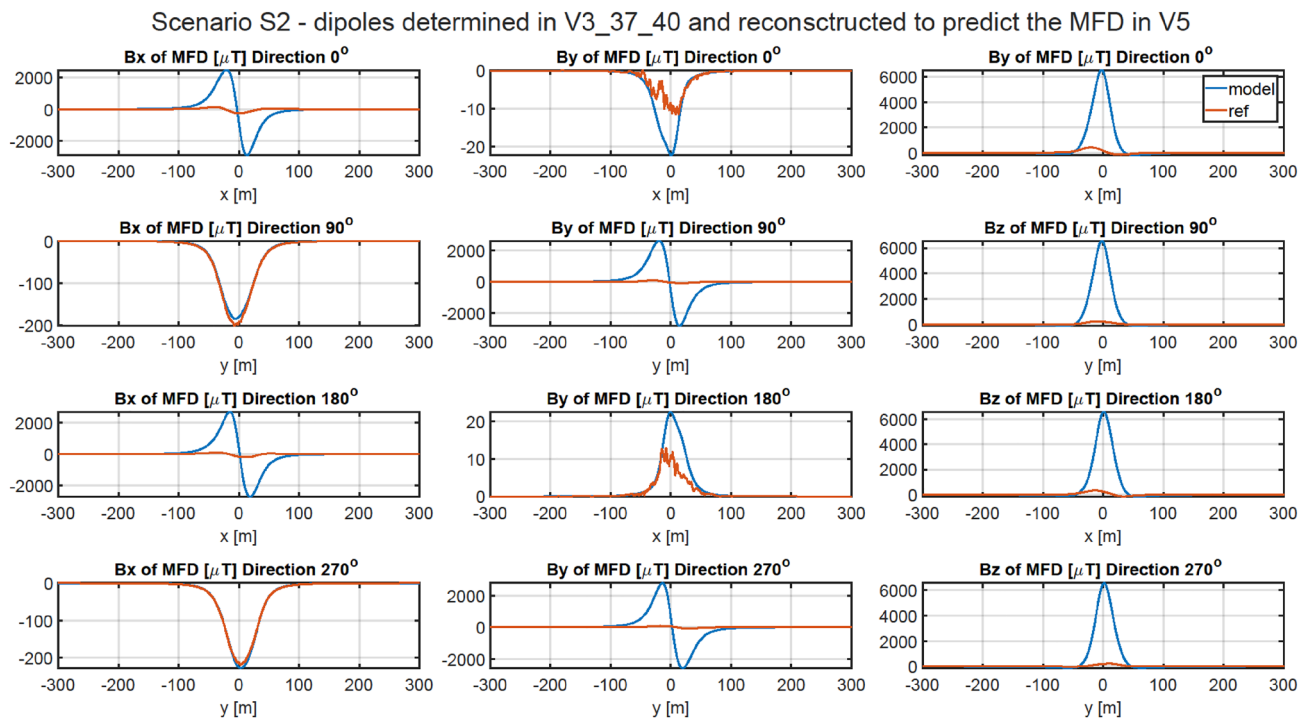 Scenario S2 - dipoles determined in V3_37_40 and reconsctructed to predict the MFD in V5
Bx of MFD [μT] Direction 0°
2000
0
-2000
-300 -200 -100 0 100 200 300
x [m]
By of MFD [μT] Direction 0°
0
-10
-20
-300 -200 -100 0 100 200 300
x [m]
By of MFD [μT] Direction 0°
6000
4000
2000
0
model
ref
-300 -200 -100 0 100 200 300
x [m]
Bx of MFD [μT] Direction 90°
0
-100
-200
-300 -200 -100 0 100 200 300
y [m]
By of MFD [μT] Direction 90°
2000
0
-2000
-300 -200 -100 0 100 200 300
y [m]
Bz of MFD [μT] Direction 90°
6000
4000
2000
0
-300 -200 -100 0 100 200 300
y [m]
Bx of MFD [μT] Direction 180°
2000
0
-2000
-300 -200 -100 0 100 200 300
x [m]
By of MFD [μT] Direction 180°
20
10
0
-300 -200 -100 0 100 200 300
x [m]
Bz of MFD [μT] Direction 180°
6000
4000
2000
0
-300 -200 -100 0 100 200 300
x [m]
Bx of MFD [μT] Direction 270°
0
-100
-200
-300 -200 -100 0 100 200 300
y [m]
By of MFD [μT] Direction 270°
2000
0
-2000
-300 -200 -100 0 100 200 300
y [m]
Bz of MFD [μT] Direction 270°
6000
4000
2000
0
-300 -200 -100 0 100 200 300
y [m]